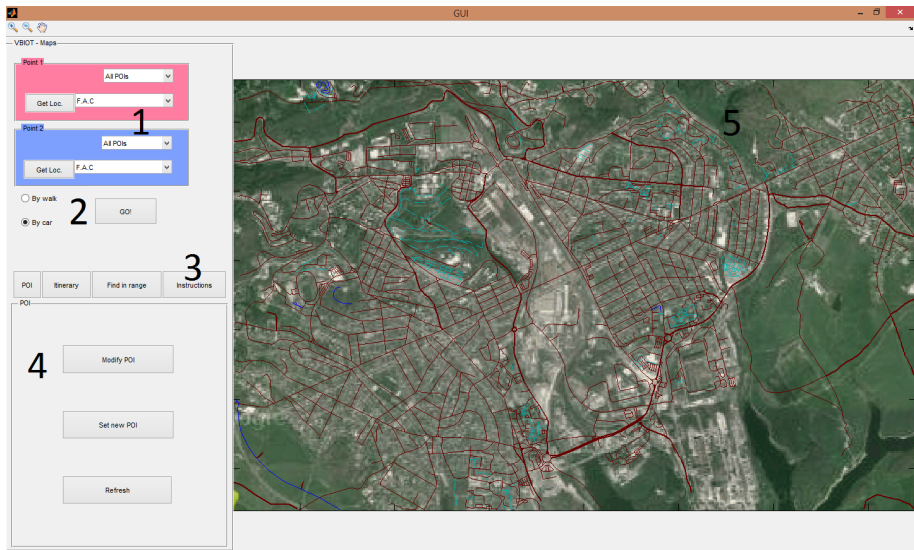 GUI
VBIOT - Maps
Point 1
All POIs
Get Loc.
F.A.C
1
Point 2
All POIs
Get Loc.
F.A.C
By walk
2
GO!
By car
3
POI
Itinerary
Find in range
Instructions
POI
4
Modify POI
Set new POI
Refresh
5